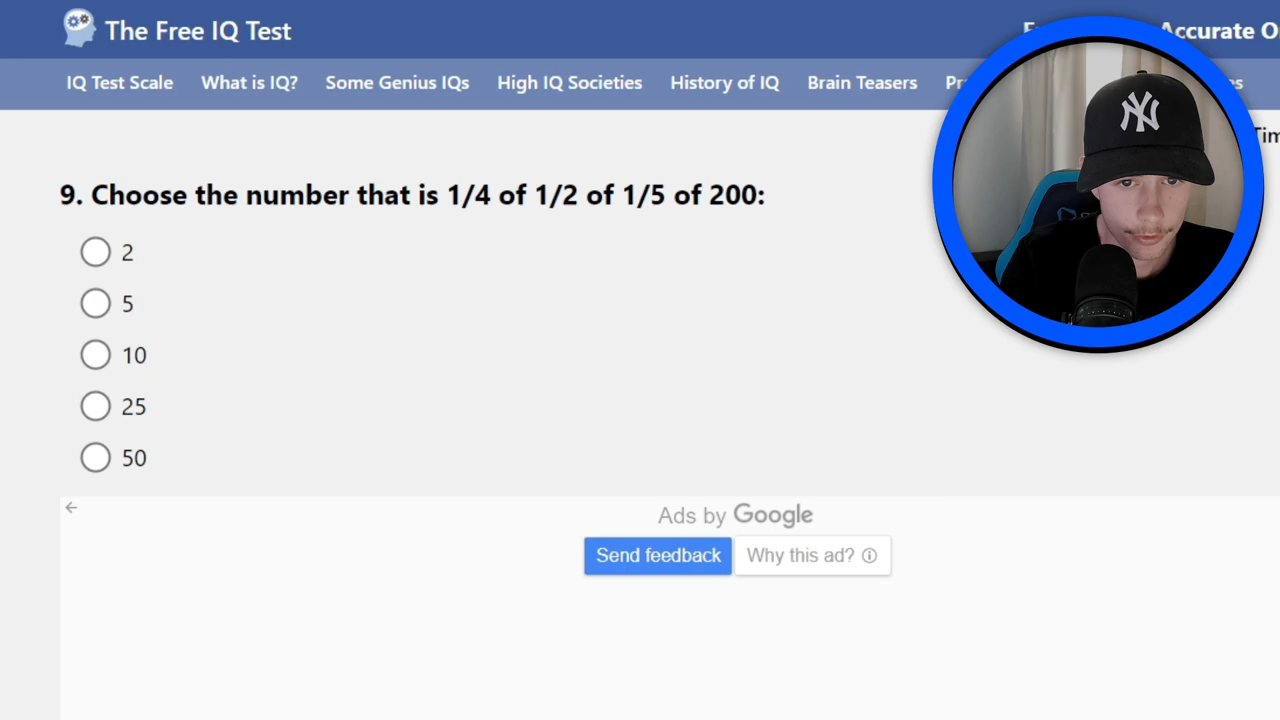 The Free IQ Test
Accurate
IQ Test Scale What is IQ? Some Genius IQs High IQ Societies History of IQ Brain Teasers
9. Choose the number that is 1/4 of 1/2 of 1/5 of 200:
2
5
10
25
50
Ads by Google
Send feedback Why this ad?